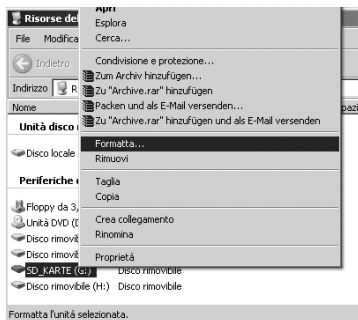 Risorse del
Apri
File Modifica
Esplora
Cerca...
Indietro
Condivisione e protezione...
Zum Archiv hinzufügen...
Indirizzo R
Zu "Archive.rar" hinzufügen
Packen und als E-Mail versenden...
Nome
Zu "Archive.rar" hinzufügen und als E-Mail versenden
Unità disco
Formatta...
Disco locale
Rimuovi
Periferiche
Taglia
Copia
Floppy da 3,
Unità DVD (D
Crea collegamento
Disco rimovibil
Rinomina
Disco rimovibil
Proprietà
SD_KARTE (G:) Disco rimovibile
Disco rimovibile (H:) Disco rimovibile
Formatta l'unità selezionata.